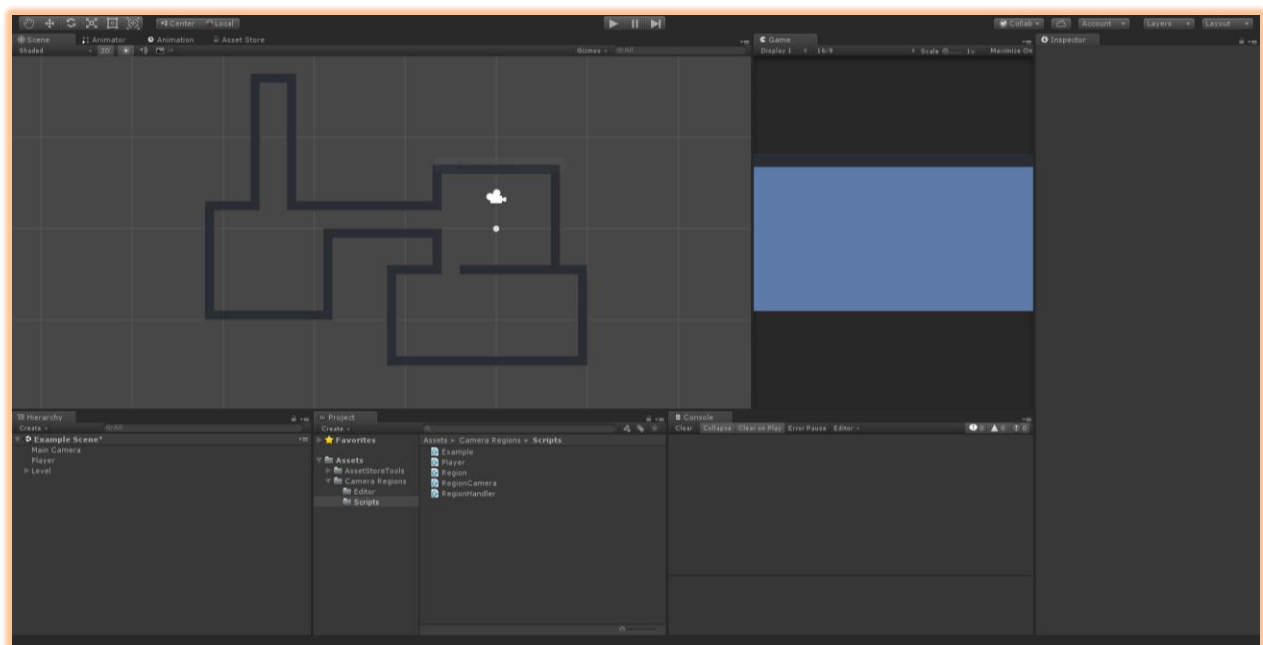 Center Local
Collab Account Layers Layout
Scene Animator Animation Asset Store
Shaded 2D Gizmos All
Game
Display 1 16:9 Scale 1x Maximize On
Inspector
Hierarchy
Create All
Example Scene*
Main Camera
Player
Level
Project
Create
Favorites
Assets
AssetStoreTools
Camera Regions
Editor
Scripts
Assets Camera Regions Scripts
Example
Player
Region
RegionCamera
RegionHandler
Console
Clear Collapse Clear on Play Error Pause Editor
0 0 0